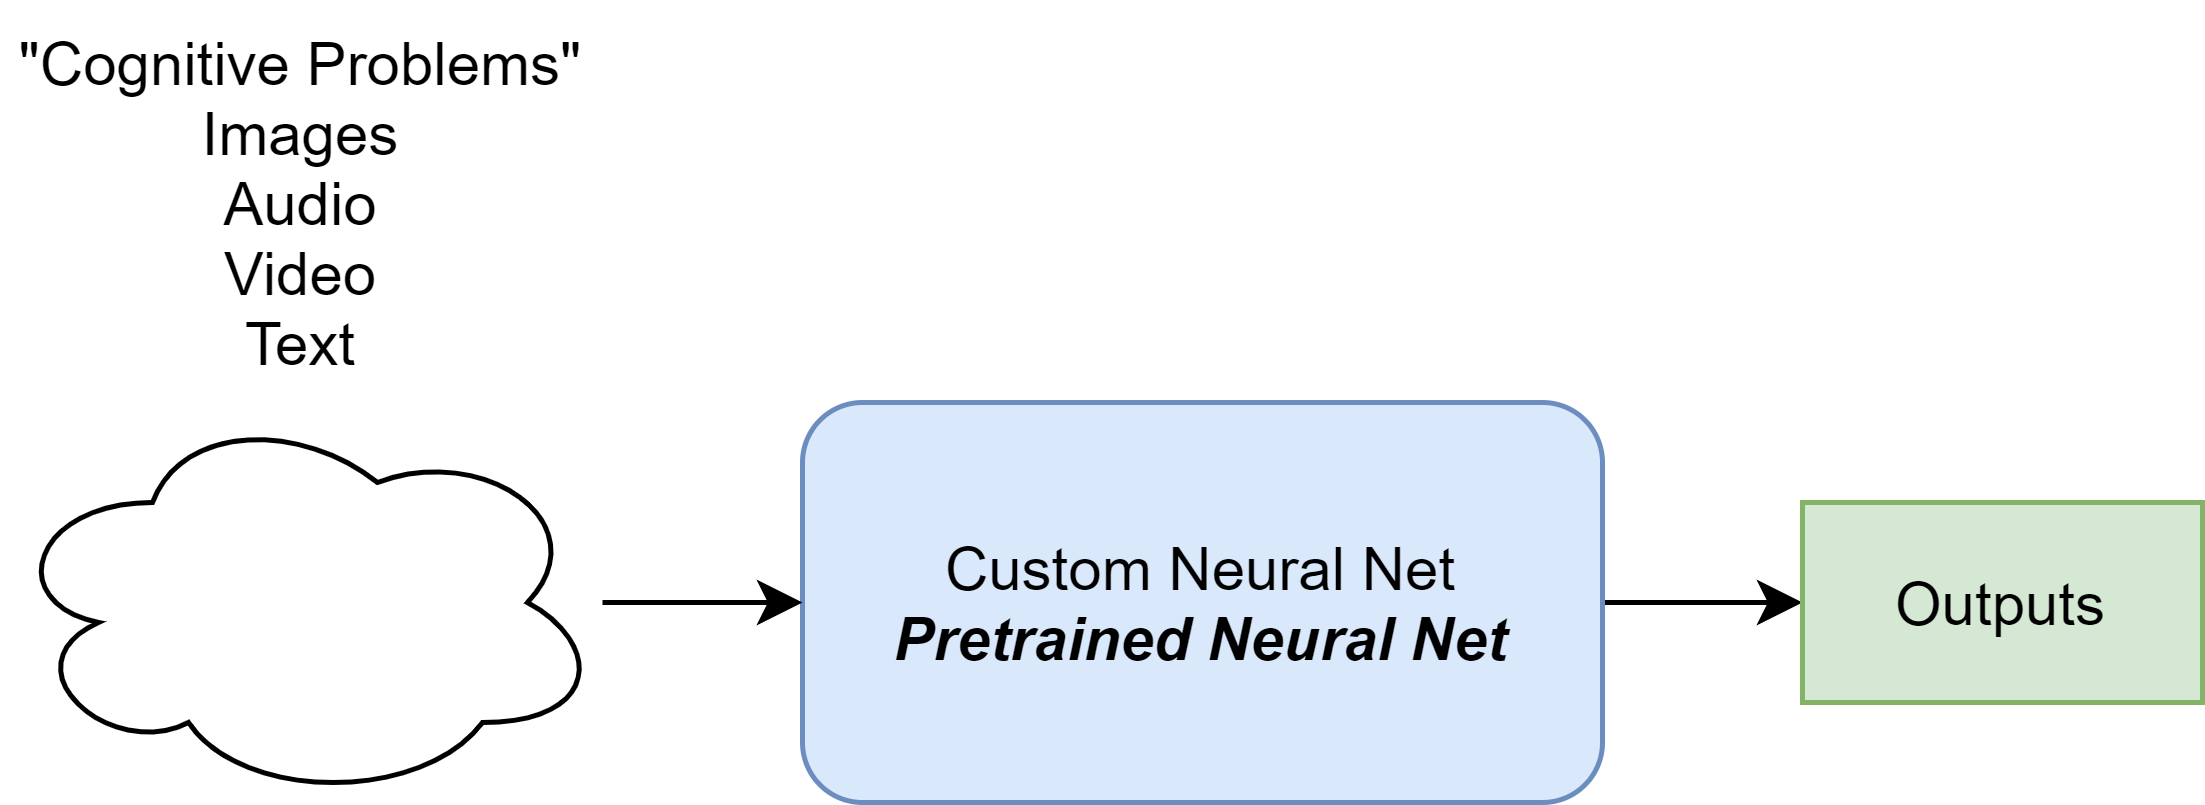 "Cognitive Problems"
Images
Audio
Video
Text
Custom Neural Net
Pretrained Neural Net
Outputs